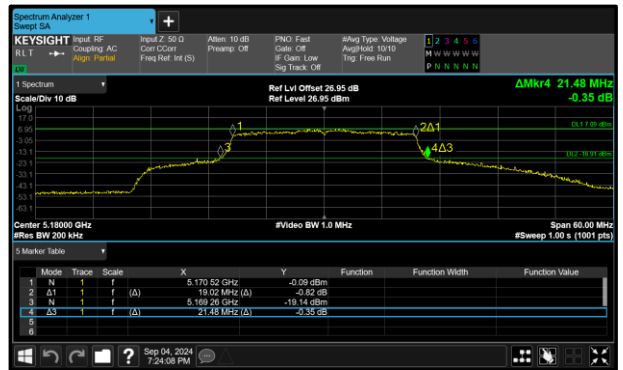 Spectrum Analyzer 1
Swept SA
+
KEYSIGHT Input: RF Input Z: 50 Ω Atten: 10 dB PNO: Fast #Avg Type: Voltage 1 2 3 4 5 6
RLT Coupling: AC Corr CCorr Preamp: Off Gate: Off Avg|Hold: 10/10 M W W W W W
Align: Partial Freq Ref: Int (S) IF Gain: Low Trig: Free Run P N N N N N
Sig Track: Off
LXI
1 Spectrum Ref Lvl Offset 26.95 dB ΔMkr4 21.48 MHz
Scale/Div 10 dB Ref Level 26.95 dBm -0.35 dB
Log
17.0
6.95 1 2Δ1 DL1 7.09 dBm
-3.05
-13.1 3 4Δ3 DL2 -18.91 dBm
-23.1
-33.1
-43.1
-53.1
-63.1
Center 5.18000 GHz #Video BW 1.0 MHz Span 60.00 MHz
#Res BW 200 kHz #Sweep 1.00 s (1001 pts)
5 Marker Table
Mode Trace Scale X Y Function Function Width Function Value
1 N 1 f 5.170 52 GHz -0.09 dBm
2 Δ1 1 f (Δ) 19.02 MHz (Δ) -0.82 dB
3 N 1 f 5.169 26 GHz -19.14 dBm
4 Δ3 1 f (Δ) 21.48 MHz (Δ) -0.35 dB
5
6
? Sep 04, 2024
7:24:08 PM